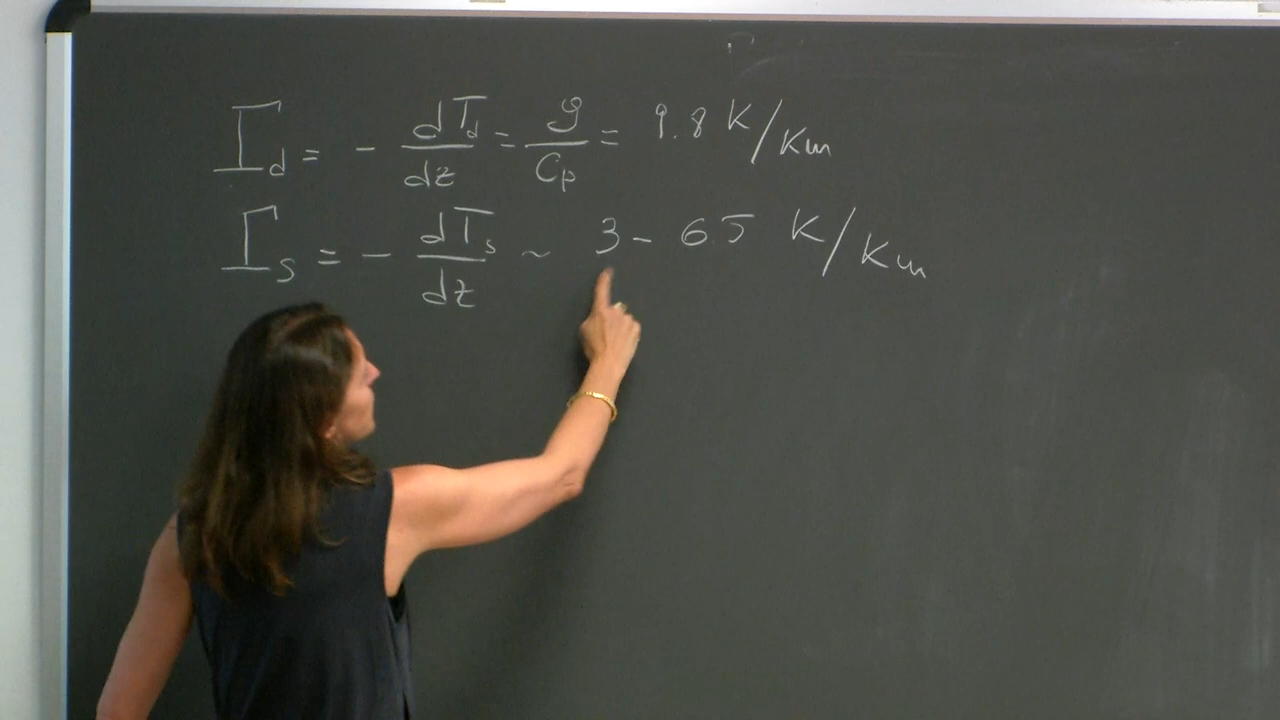 Γd = - dTd/dz = g/Cp = 9.8 K/Km
Γs = - dTs/dz ~ 3 - 6.5 K/Km